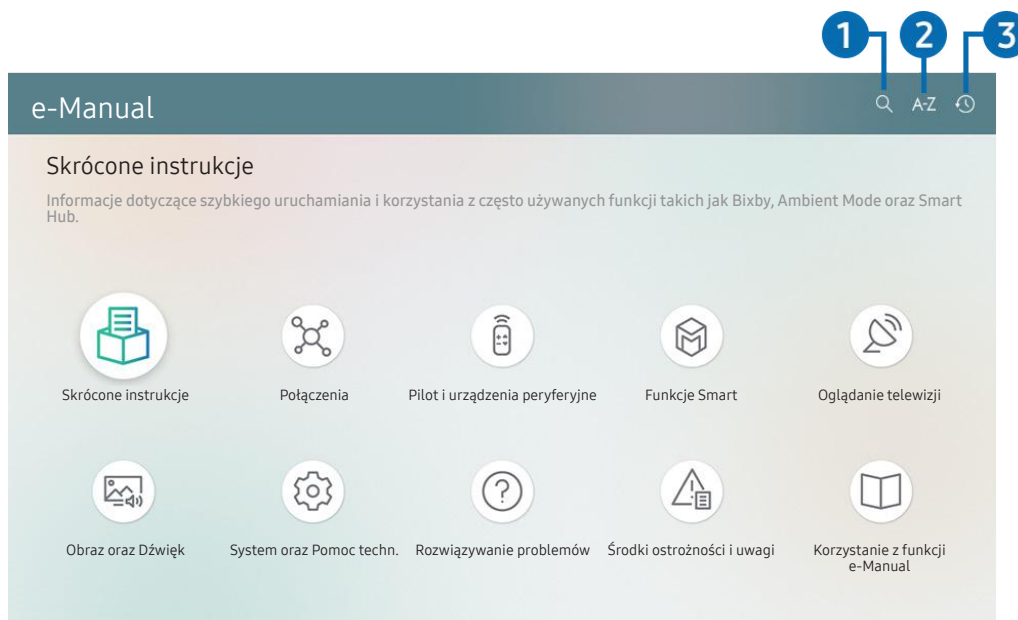 1 2 3
e-Manual
A-Z
Skrócone instrukcje
Informacje dotyczące szybkiego uruchamiania i korzystania z często używanych funkcji takich jak Bixby, Ambient Mode oraz Smart
Hub.
Skrócone instrukcje
Połączenia
Pilot i urządzenia peryferyjne
Funkcje Smart
Oglądanie telewizji
Obraz oraz Dźwięk
System oraz Pomoc techn.
Rozwiązywanie problemów
Środki ostrożności i uwagi
Korzystanie z funkcji
e-Manual